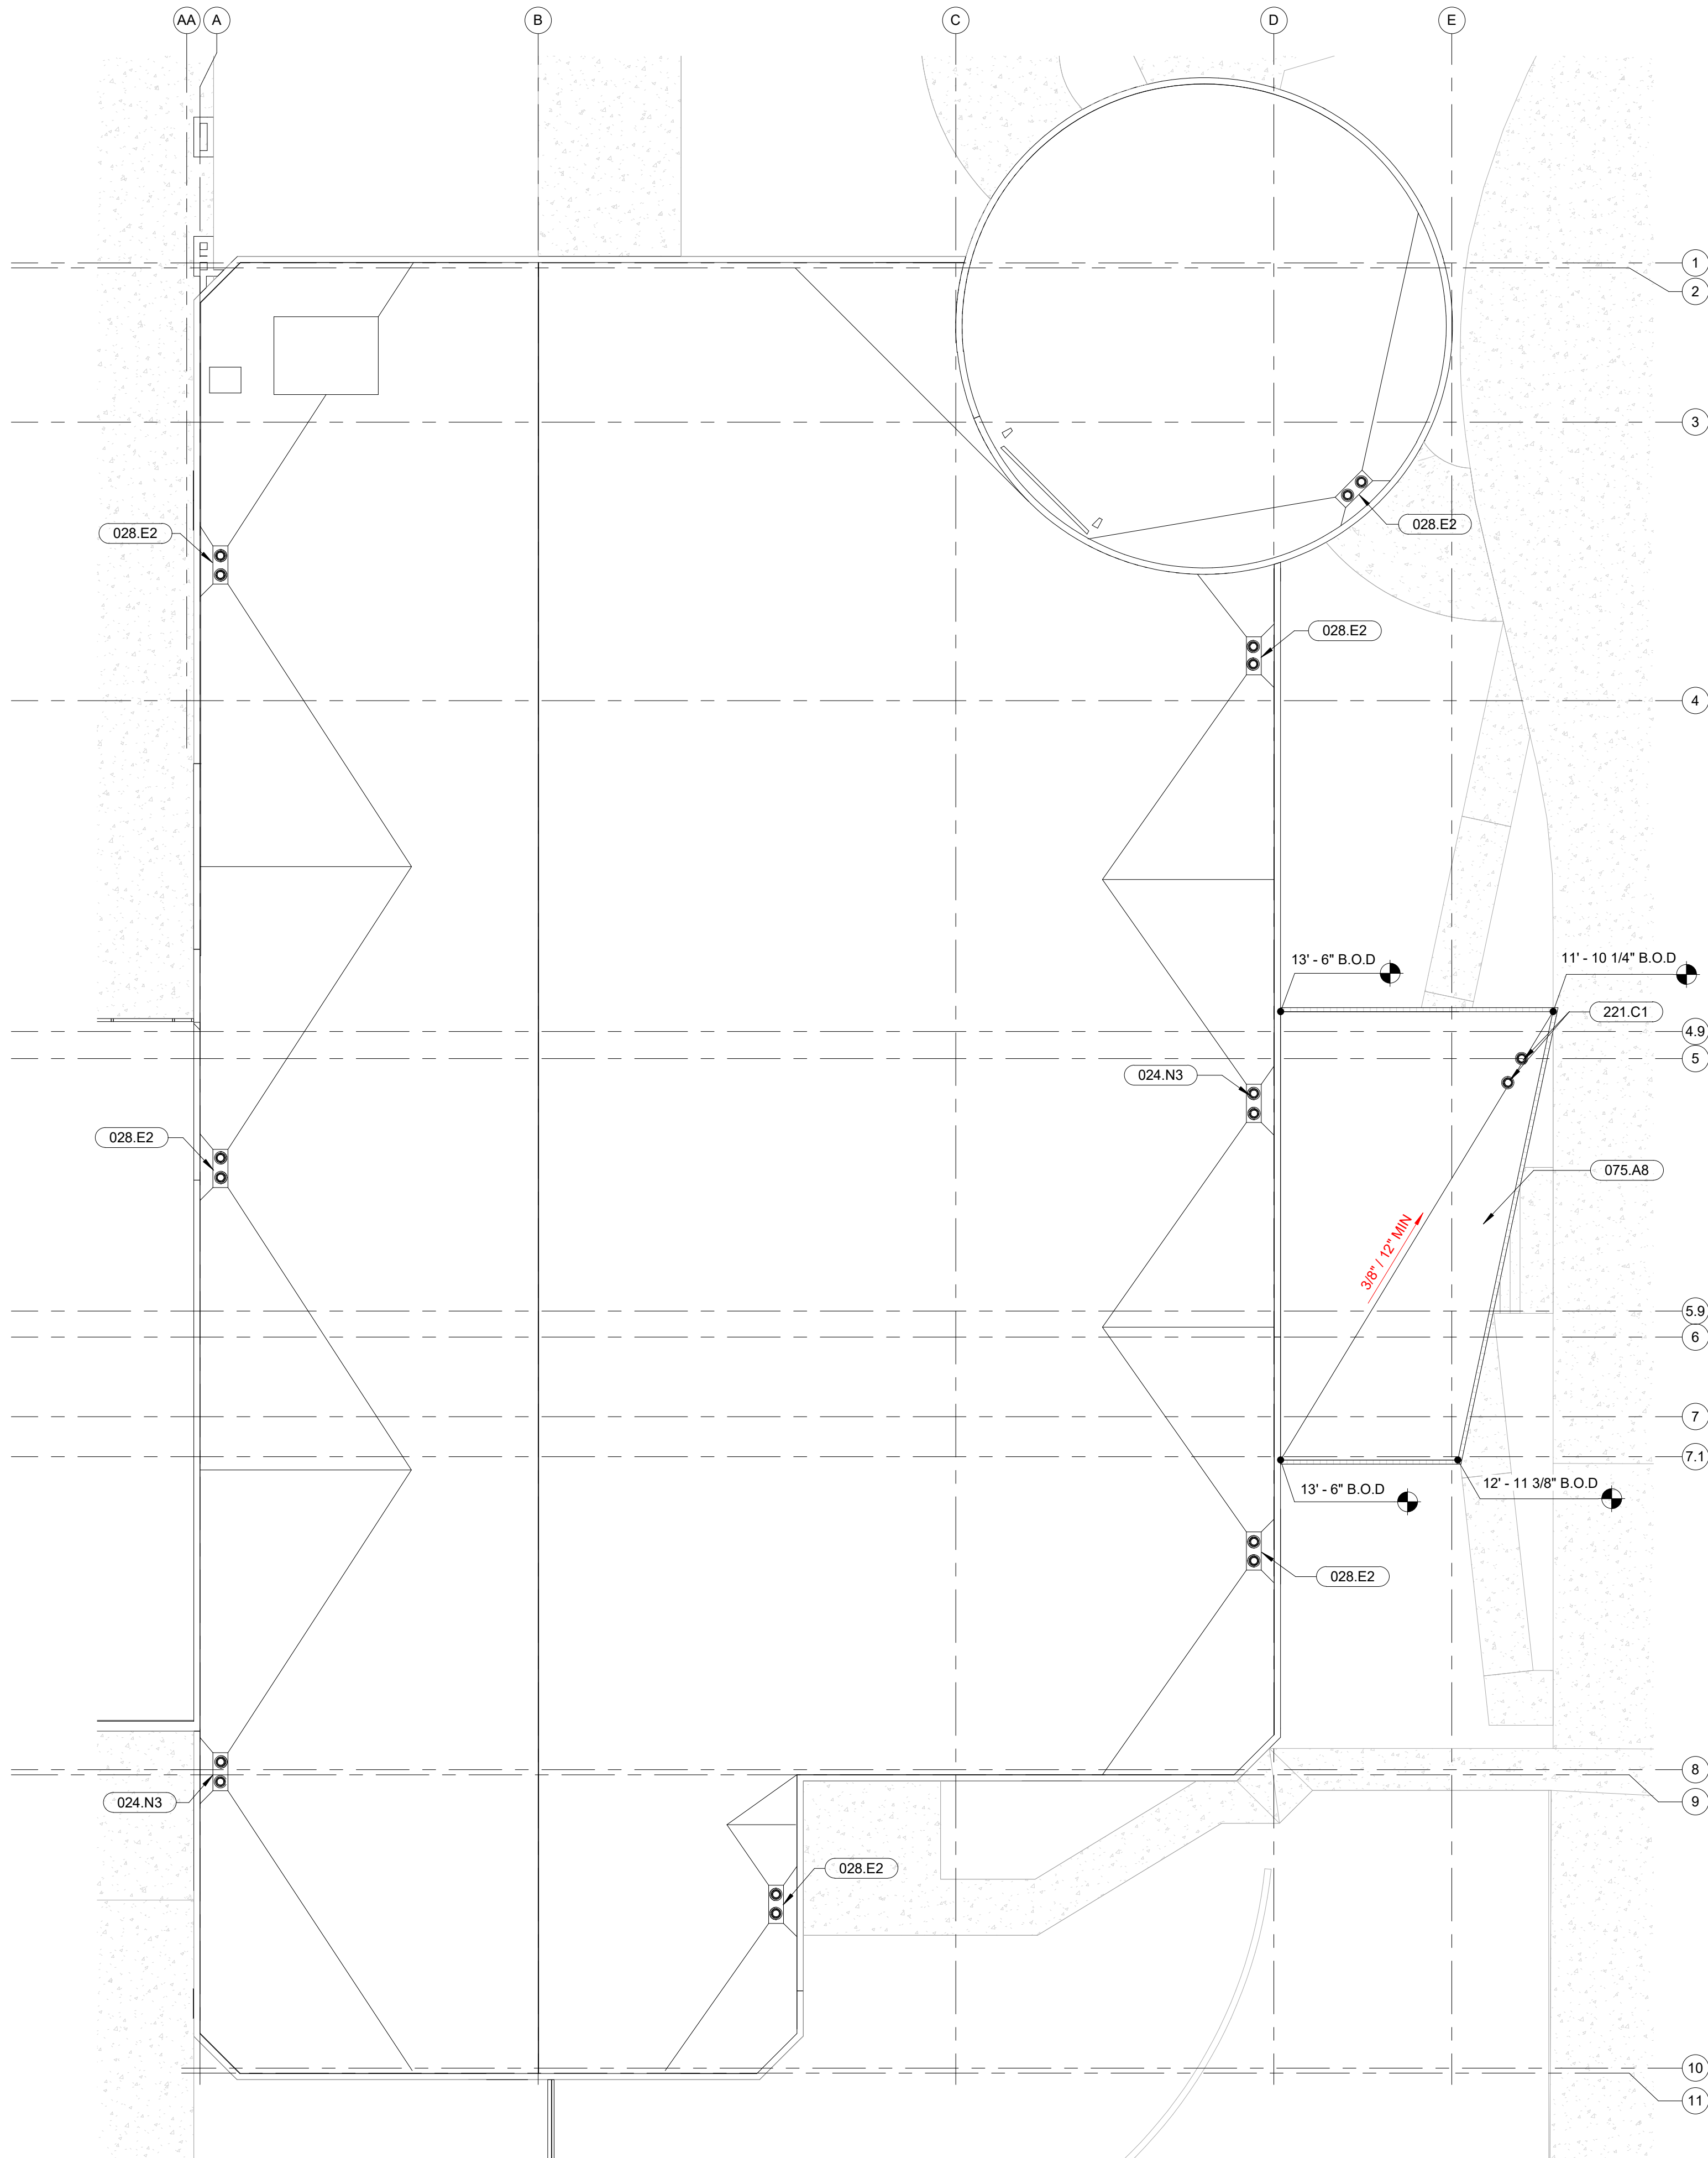 AA
A
B
C
D
E
1
2
3
028.E2
028.E2
028.E2
4
13' - 6" B.O.D
11' - 10 1/4" B.O.D
221.C1
4.9
5
024.N3
028.E2
075.A8
3/8" / 12" MIN
5.9
6
7
7.1
13' - 6" B.O.D
12' - 11 3/8" B.O.D
028.E2
8
9
024.N3
028.E2
10
11